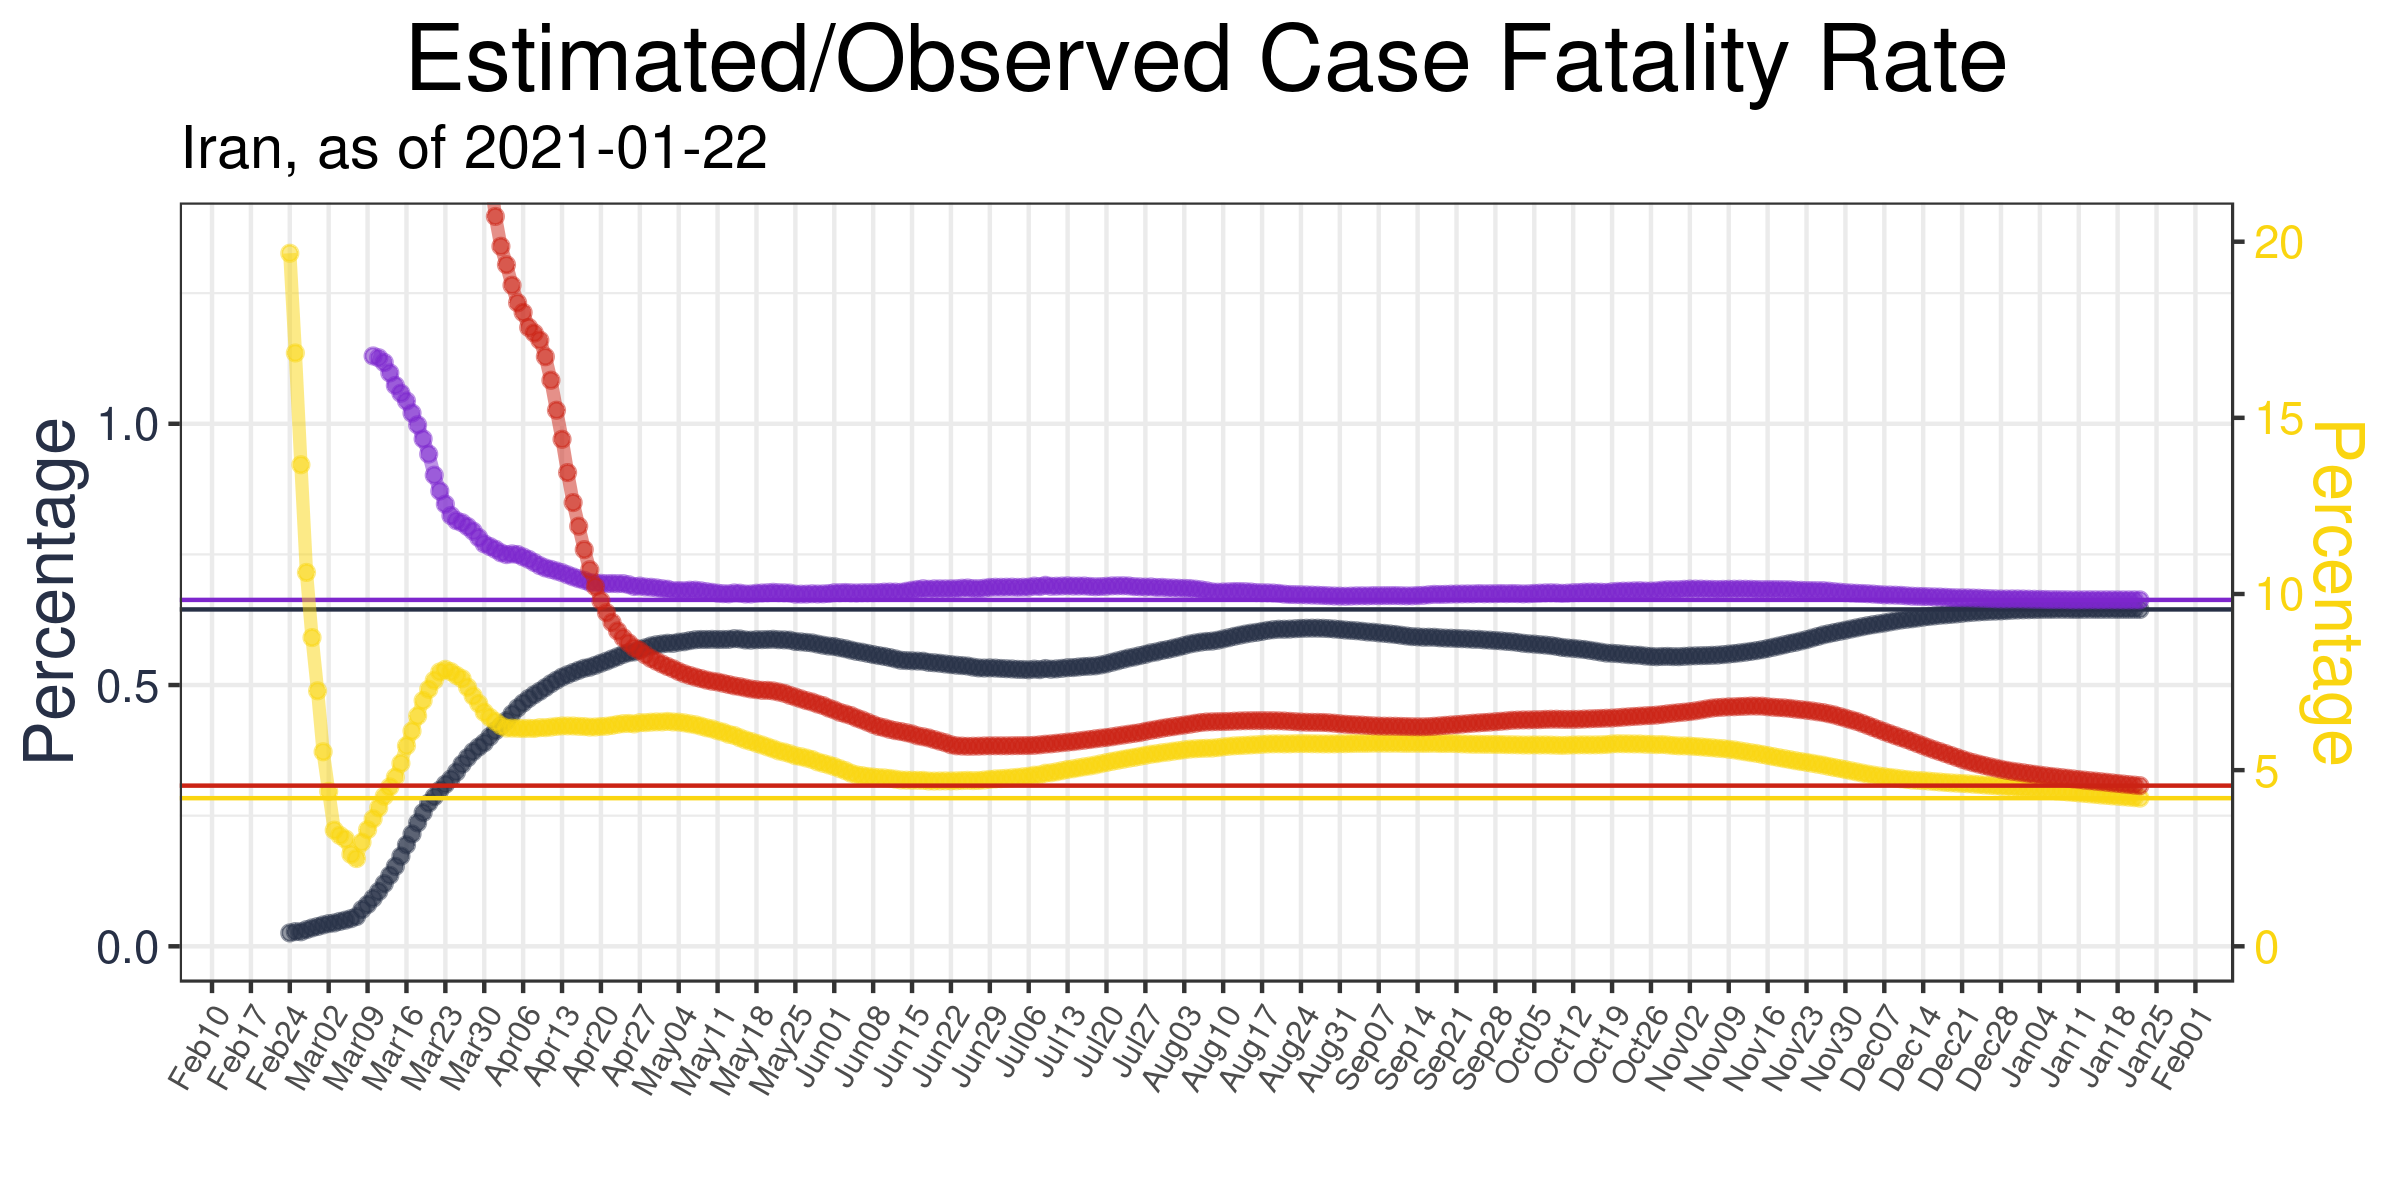 Estimated/Observed Case Fatality Rate
Iran, as of 2021-01-22
Percentage
1.0
0.5
0.0
20
15
10
5
0
Percentage
Feb10 Feb17 Feb24 Mar02 Mar09 Mar16 Mar23 Mar30 Apr06 Apr13 Apr20 Apr27 May04 May11 May18 May25 Jun01 Jun08 Jun15 Jun22 Jun29 Jul06 Jul13 Jul20 Jul27 Aug03 Aug10 Aug17 Aug24 Aug31 Sep07 Sep14 Sep21 Sep28 Oct05 Oct12 Oct19 Oct26 Nov02 Nov09 Nov16 Nov23 Nov30 Dec07 Dec14 Dec21 Dec28 Jan04 Jan11 Jan18 Jan25 Feb01